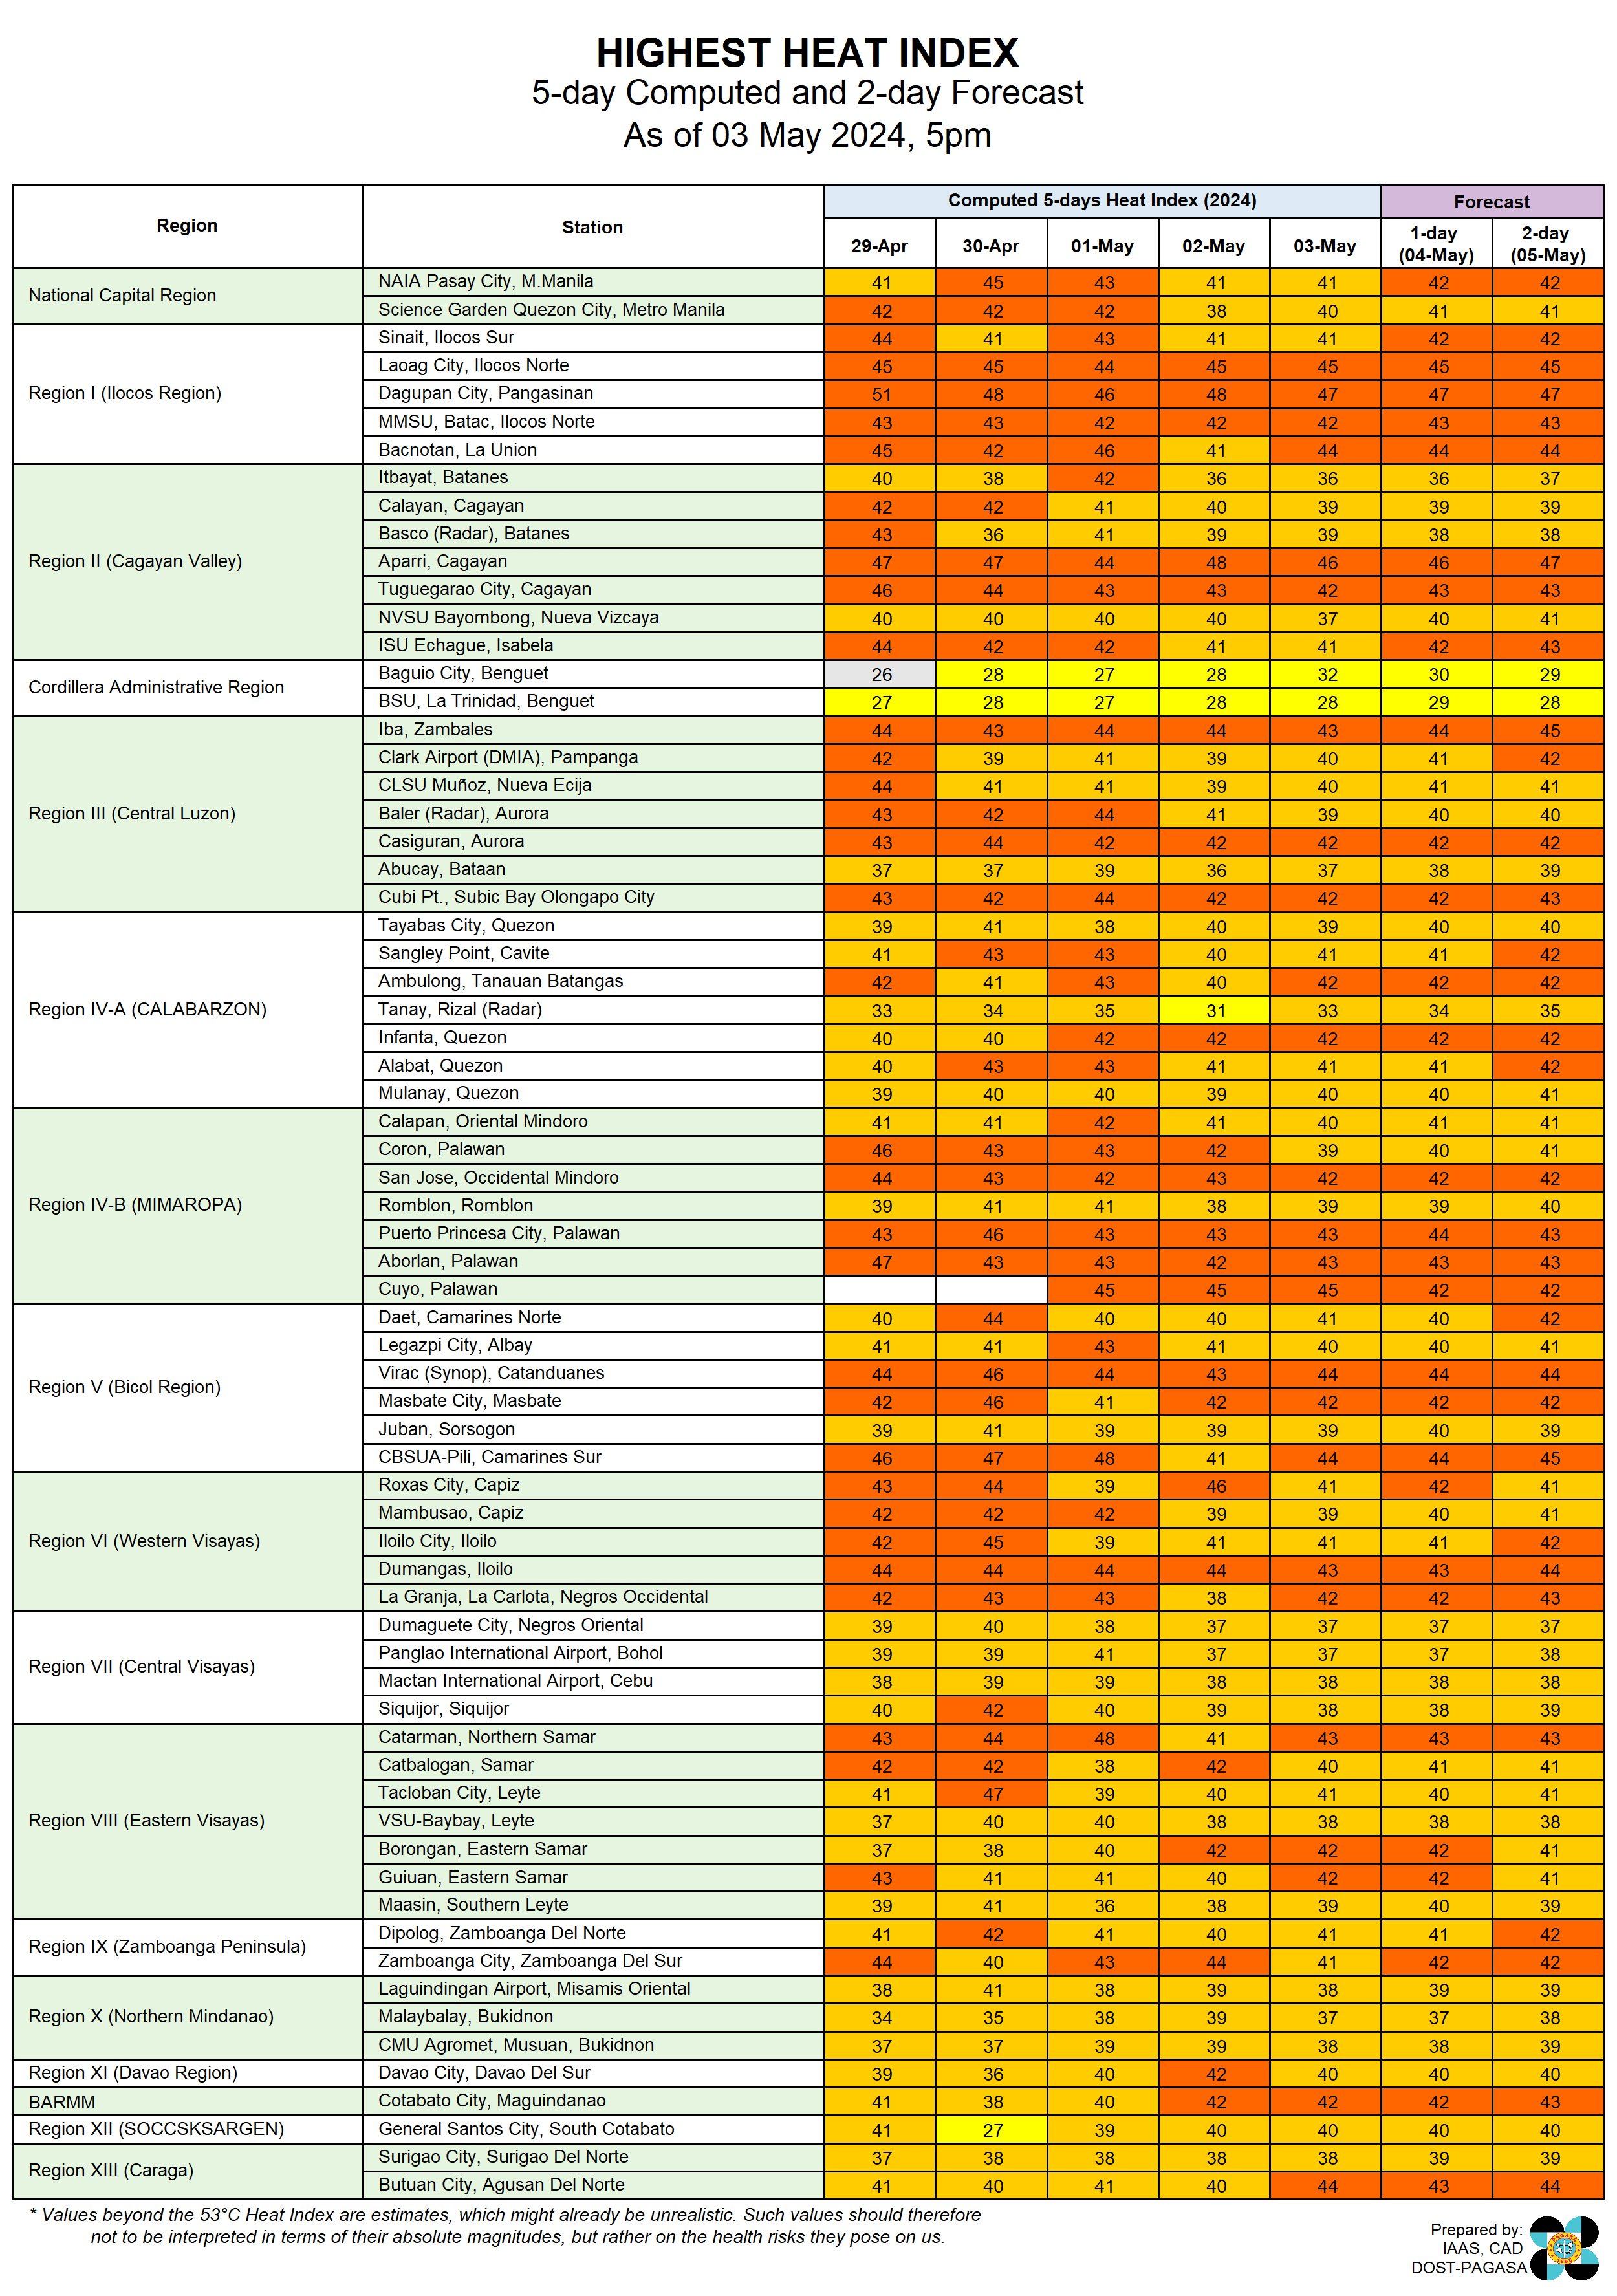 HIGHEST HEAT INDEX
5-day Computed and 2-day Forecast
As of 03 May 2024, 5pm
Region Station Computed 5-days Heat Index (2024) Forecast
29-Apr 30-Apr 01-May 02-May 03-May 1-day (04-May) 2-day (05-May)
National Capital Region
NAIA Pasay City, M.Manila 41 45 43 41 41 42 42
Science Garden Quezon City, Metro Manila 42 42 42 38 40 41 41
Region I (Ilocos Region)
Sinait, Ilocos Sur 44 41 43 41 41 42 42
Laoag City, Ilocos Norte 45 45 44 45 45 45 45
Dagupan City, Pangasinan 51 48 46 48 47 47 47
MMSU, Batac, Ilocos Norte 43 43 42 42 42 43 43
Bacnotan, La Union 45 42 46 41 44 44 44
Region II (Cagayan Valley)
Itbayat, Batanes 40 38 42 36 36 36 37
Calayan, Cagayan 42 42 41 40 39 39 39
Basco (Radar), Batanes 43 36 41 39 39 38 38
Aparri, Cagayan 47 47 44 48 46 46 47
Tuguegarao City, Cagayan 46 44 43 43 42 43 43
NVSU Bayombong, Nueva Vizcaya 40 40 40 40 37 40 41
ISU Echague, Isabela 44 42 42 41 41 42 43
Cordillera Administrative Region
Baguio City, Benguet 26 28 27 28 32 30 29
BSU, La Trinidad, Benguet 27 28 27 28 28 29 28
Region III (Central Luzon)
Iba, Zambales 44 43 44 44 43 44 45
Clark Airport (DMIA), Pampanga 42 39 41 39 40 41 42
CLSU Muñoz, Nueva Ecija 44 41 41 39 40 41 41
Baler (Radar), Aurora 43 42 44 41 39 40 40
Casiguran, Aurora 43 44 42 42 42 42 42
Abucay, Bataan 37 37 39 36 37 38 39
Cubi Pt., Subic Bay Olongapo City 43 42 44 42 42 42 43
Region IV-A (CALABARZON)
Tayabas City, Quezon 39 41 38 40 39 40 40
Sangley Point, Cavite 41 43 43 40 41 41 42
Ambulong, Tanauan Batangas 42 41 43 40 42 42 42
Tanay, Rizal (Radar) 33 34 35 31 33 34 35
Infanta, Quezon 40 40 42 42 42 42 42
Alabat, Quezon 40 43 43 41 41 41 42
Mulanay, Quezon 39 40 40 39 40 40 41
Region IV-B (MIMAROPA)
Calapan, Oriental Mindoro 41 41 42 41 40 41 41
Coron, Palawan 46 43 43 42 39 40 41
San Jose, Occidental Mindoro 44 43 42 43 42 42 42
Romblon, Romblon 39 41 41 38 39 39 40
Puerto Princesa City, Palawan 43 46 43 43 43 44 43
Aborlan, Palawan 47 43 43 42 43 43 43
Cuyo, Palawan 45 45 45 42 42
Region V (Bicol Region)
Daet, Camarines Norte 40 44 40 40 41 40 42
Legazpi City, Albay 41 41 43 41 40 40 41
Virac (Synop), Catanduanes 44 46 44 43 44 44 44
Masbate City, Masbate 42 46 41 42 42 42 42
Juban, Sorsogon 39 41 39 39 39 40 39
CBSUA-Pili, Camarines Sur 46 47 48 41 44 44 45
Region VI (Western Visayas)
Roxas City, Capiz 43 44 39 46 41 42 41
Mambusao, Capiz 42 42 42 39 39 40 41
Iloilo City, Iloilo 42 45 39 41 41 41 42
Dumangas, Iloilo 44 44 44 44 43 43 44
La Granja, La Carlota, Negros Occidental 42 43 43 38 42 42 43
Region VII (Central Visayas)
Dumaguete City, Negros Oriental 39 40 38 37 37 37 37
Panglao International Airport, Bohol 39 39 41 37 37 37 38
Mactan International Airport, Cebu 38 39 39 38 38 38 38
Siquijor, Siquijor 40 42 40 39 38 38 39
Region VIII (Eastern Visayas)
Catarman, Northern Samar 43 44 48 41 43 43 43
Catbalogan, Samar 42 42 38 42 40 41 41
Tacloban City, Leyte 41 47 39 40 41 40 41
VSU-Baybay, Leyte 37 40 40 38 38 38 38
Borongan, Eastern Samar 37 38 40 42 42 42 41
Guiuan, Eastern Samar 43 41 41 40 42 42 41
Maasin, Southern Leyte 39 41 36 38 39 40 39
Region IX (Zamboanga Peninsula)
Dipolog, Zamboanga Del Norte 41 42 41 40 41 41 42
Zamboanga City, Zamboanga Del Sur 44 40 43 44 41 42 42
Region X (Northern Mindanao)
Laguindingan Airport, Misamis Oriental 38 41 38 39 38 39 39
Malaybalay, Bukidnon 34 35 38 39 37 37 38
CMU Agromet, Musuan, Bukidnon 37 37 39 39 38 38 39
Region XI (Davao Region)
Davao City, Davao Del Sur 39 36 40 42 40 40 40
BARMM
Cotabato City, Maguindanao 41 38 40 42 42 42 43
Region XII (SOCCSKSARGEN)
General Santos City, South Cotabato 41 27 39 40 40 40 40
Region XIII (Caraga)
Surigao City, Surigao Del Norte 37 38 38 38 38 39 39
Butuan City, Agusan Del Norte 41 40 41 40 44 43 44
* Values beyond the 53°C Heat Index are estimates, which might already be unrealistic. Such values should therefore
not to be interpreted in terms of their absolute magnitudes, but rather on the health risks they pose on us.
Prepared by:
IAAS, CAD
DOST-PAGASA